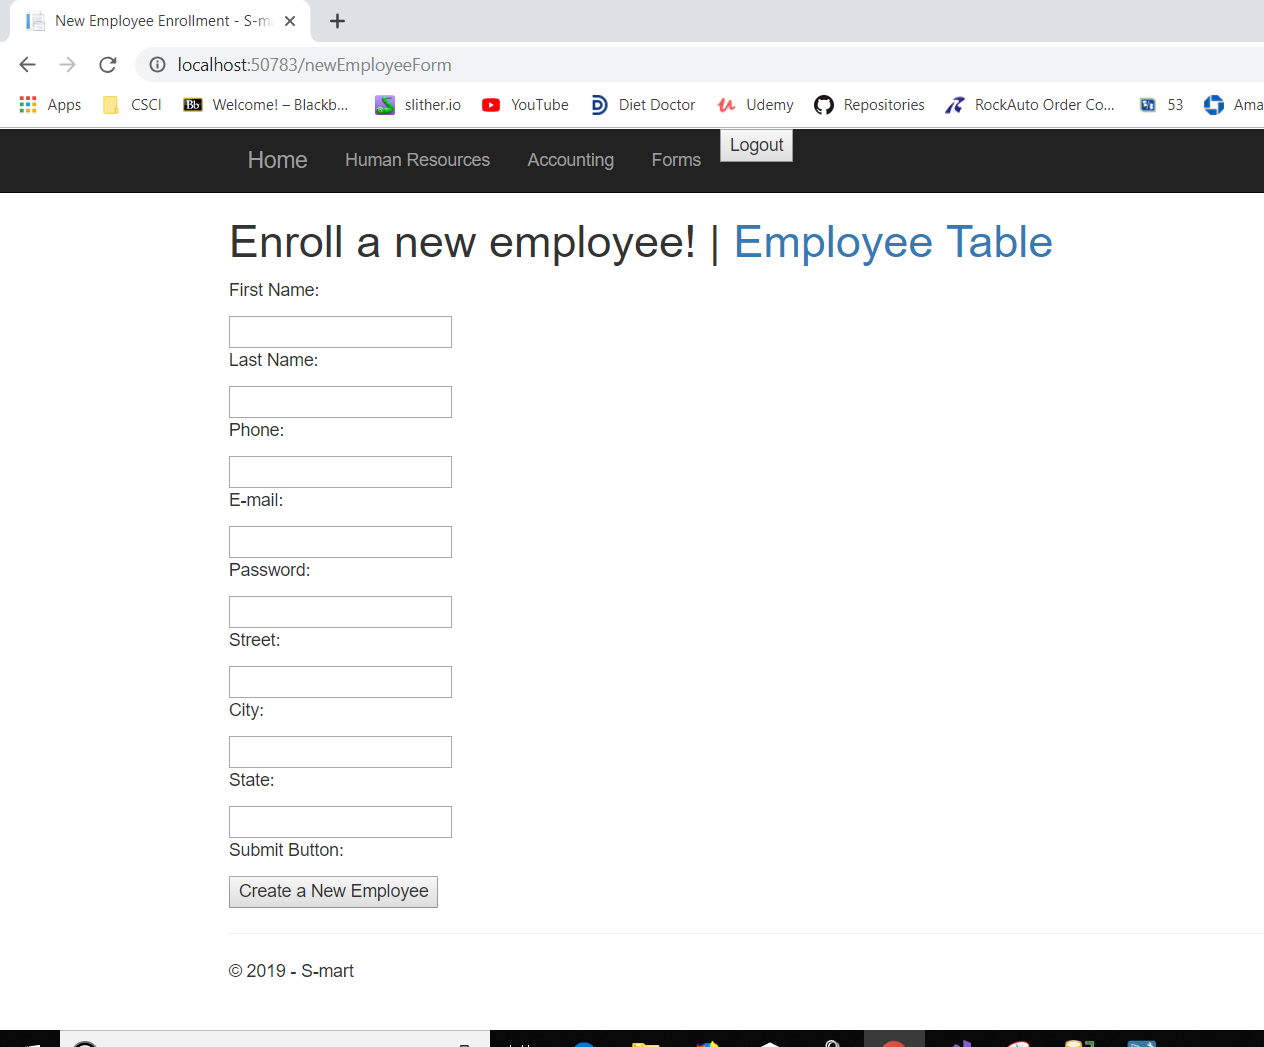 New Employee Enrollment - S-m
localhost:50783/newEmployeeForm
Apps CSCI Bb Welcome! – Blackb... slither.io YouTube Diet Doctor Udemy Repositories RockAuto Order Co... 53 Ama
Home Human Resources Accounting Forms Logout
Enroll a new employee! | Employee Table
First Name:
Last Name:
Phone:
E-mail:
Password:
Street:
City:
State:
Submit Button:
Create a New Employee
© 2019 - S-mart